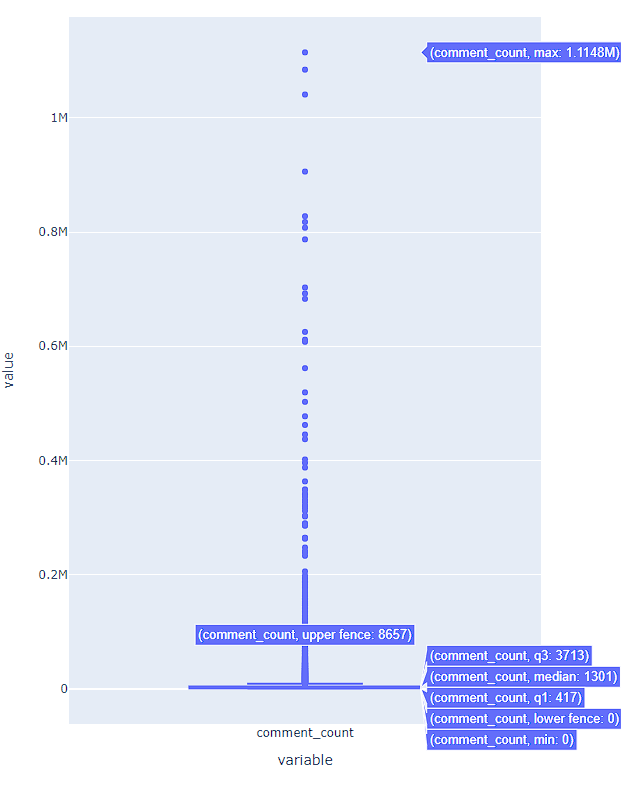 (comment_count, max: 1.1148M)
1M
0.8M
0.6M
value
0.4M
0.2M
(comment_count, upper fence: 8657)
(comment_count, q3: 3713)
(comment_count, median: 1301)
0
(comment_count, q1: 417)
(comment_count, lower fence: 0)
comment_count
(comment_count, min: 0)
variable